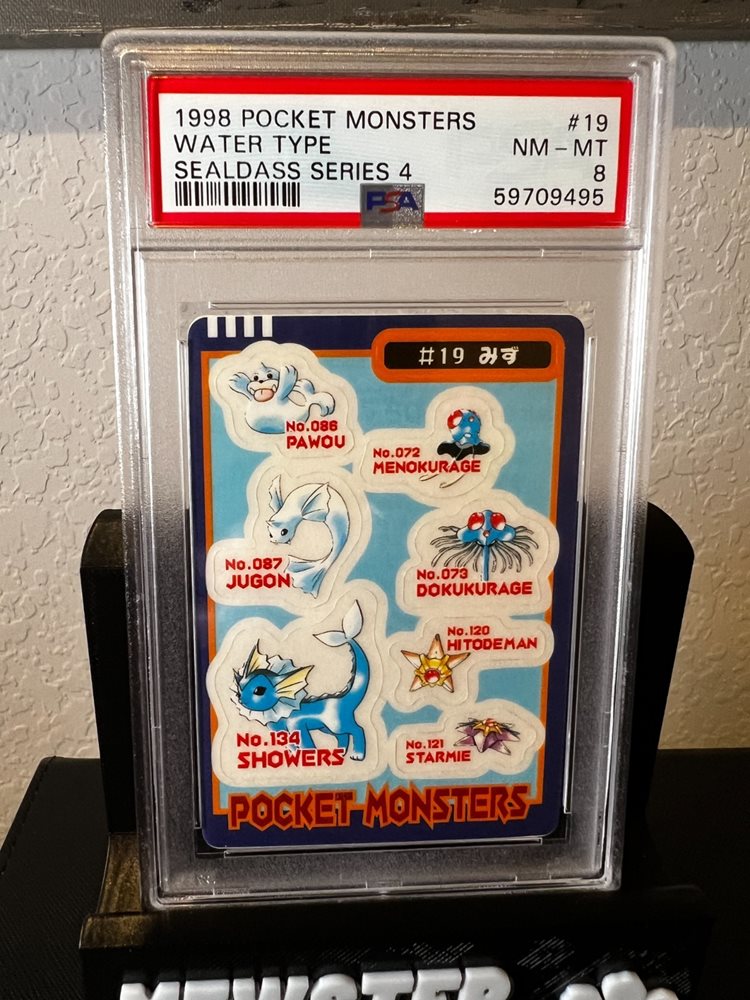 1998 POCKET MONSTERS
#19
WATER TYPE
NM - MT
SEALDASS SERIES 4
8
PSA
59709495
#19 みず
No.086
PAWOU
No.072
MENOKURAGE
No.087
JUGON
No.073
DOKUKURAGE
No.120
HITODEMAN
No.134
SHOWERS
No.121
STARMIE
POCKET MONSTERS